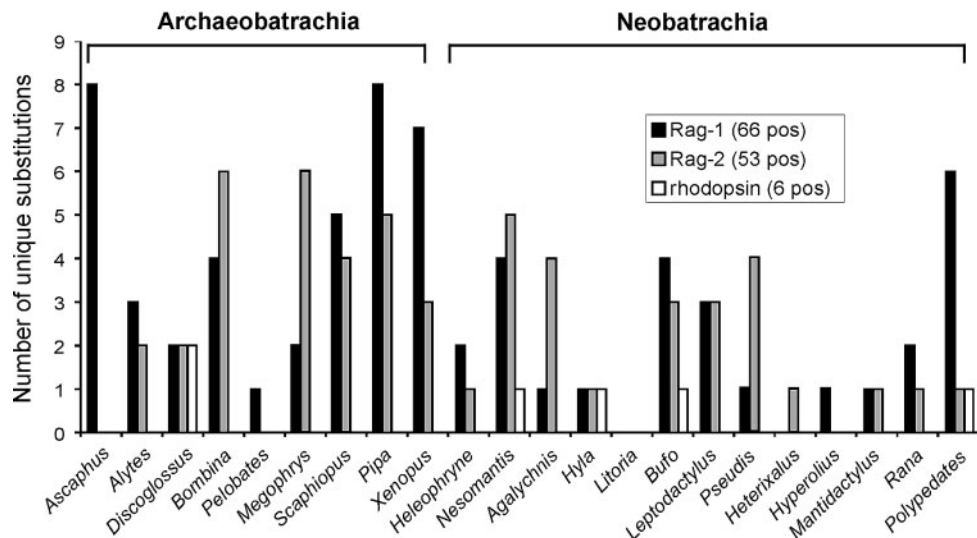 Archaeobatrachia
Neobatrachia
Number of unique substitutions
9
8
7
6
5
4
3
2
1
0
Rag-1 (66 pos)
Rag-2 (53 pos)
rhodopsin (6 pos)
Ascaphus
Alytes
Discoglossus
Bombina
Pelobates
Megophrys
Scaphiopus
Pipa
Xenopus
Heleophryne
Nesomantis
Agalychnis
Hyla
Litoria
Bufo
Leptodactylus
Pseudis
Heterixalus
Hyperolius
Mantidactylus
Rana
Polypedates